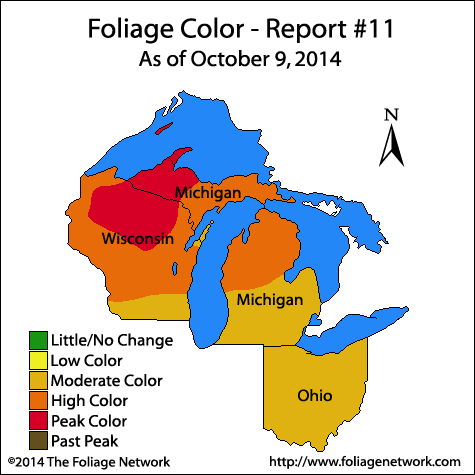 Foliage Color - Report #11
As of October 9, 2014
N
Michigan
Wisconsin
Michigan
Ohio
Little/No Change
Low Color
Moderate Color
High Color
Peak Color
Past Peak
©2014 The Foliage Network
http://www.foliagenetwork.com